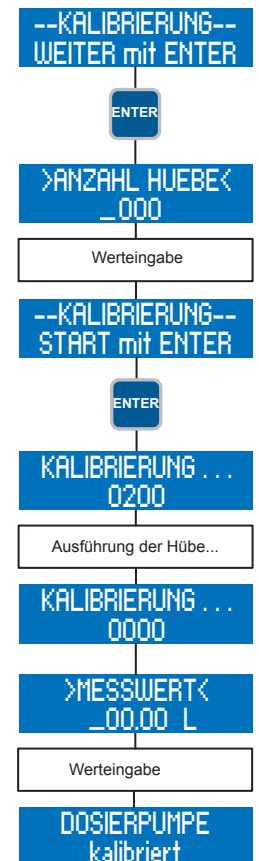 --KALIBRIERUNG--
WEITER mit ENTER
ENTER
>ANZAHL HUEBE<
_000
Werteingabe
--KALIBRIERUNG--
START mit ENTER
ENTER
KALIBRIERUNG...
0200
Ausführung der Hübe...
KALIBRIERUNG...
0000
>MESSWERT<
_00.00 L
Werteingabe
DOSIERPUMPE
kalibriert